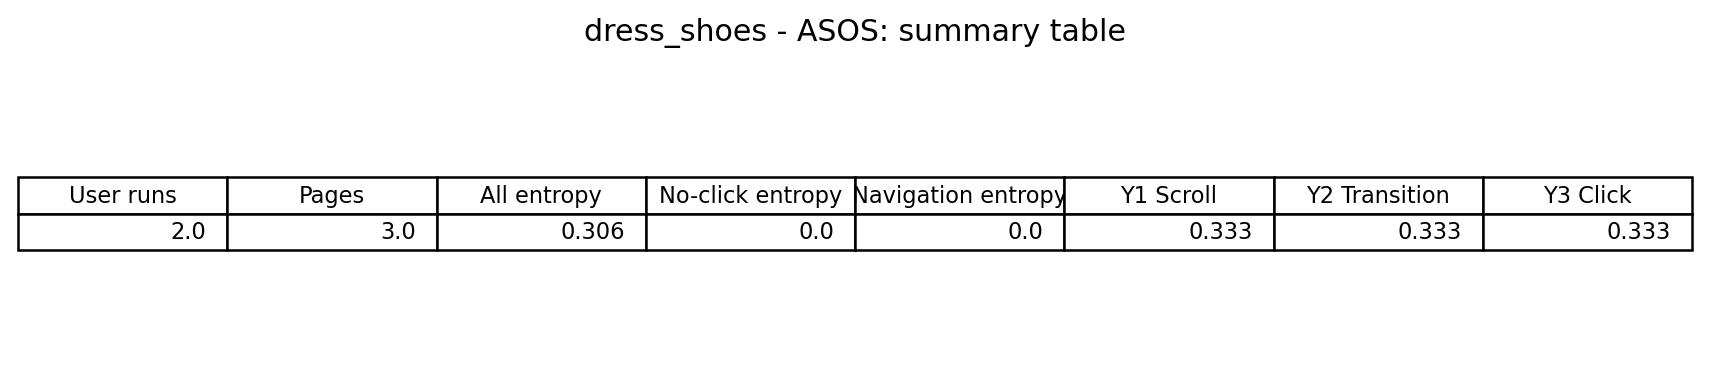 dress_shoes - ASOS: summary table
User runs Pages All entropy No-click entropy Navigation entropy Y1 Scroll Y2 Transition Y3 Click
2.0 3.0 0.306 0.0 0.0 0.333 0.333 0.333